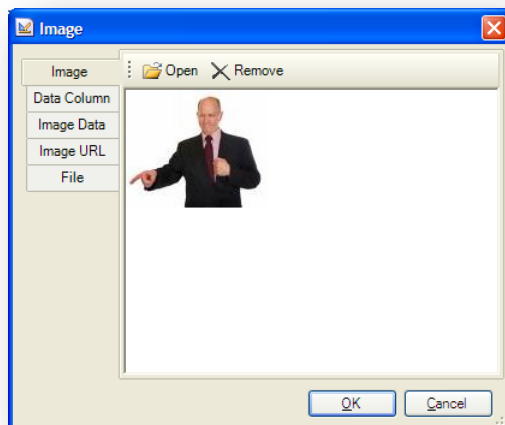 Image
Image
Open Remove
Data Column
Image Data
Image URL
File
OK Cancel